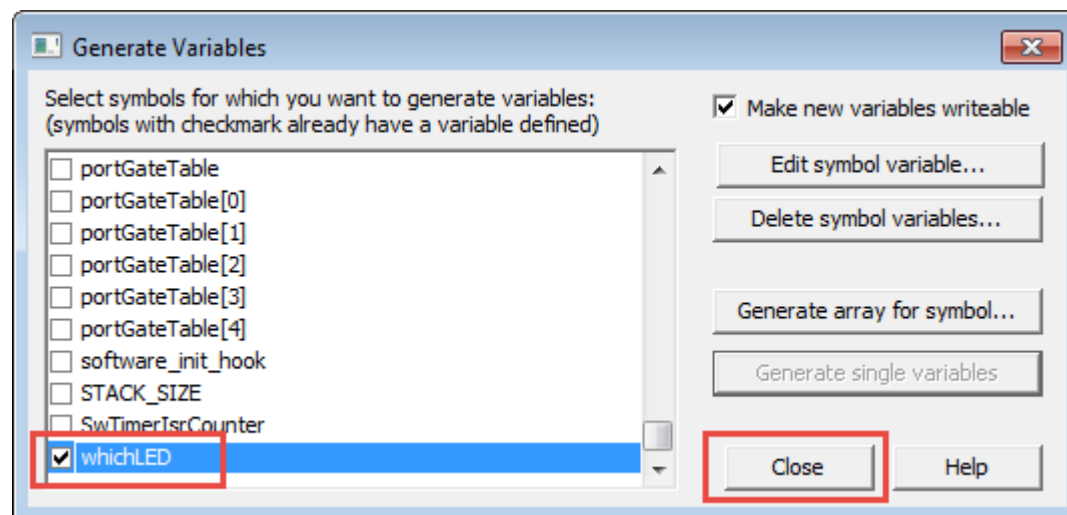 Generate Variables
Select symbols for which you want to generate variables:
(symbols with checkmark already have a variable defined)
portGateTable
portGateTable[0]
portGateTable[1]
portGateTable[2]
portGateTable[3]
portGateTable[4]
software_init_hook
STACK_SIZE
SwTimerIsrCounter
whichLED
Make new variables writeable
Edit symbol variable...
Delete symbol variables...
Generate array for symbol...
Generate single variables
Close
Help